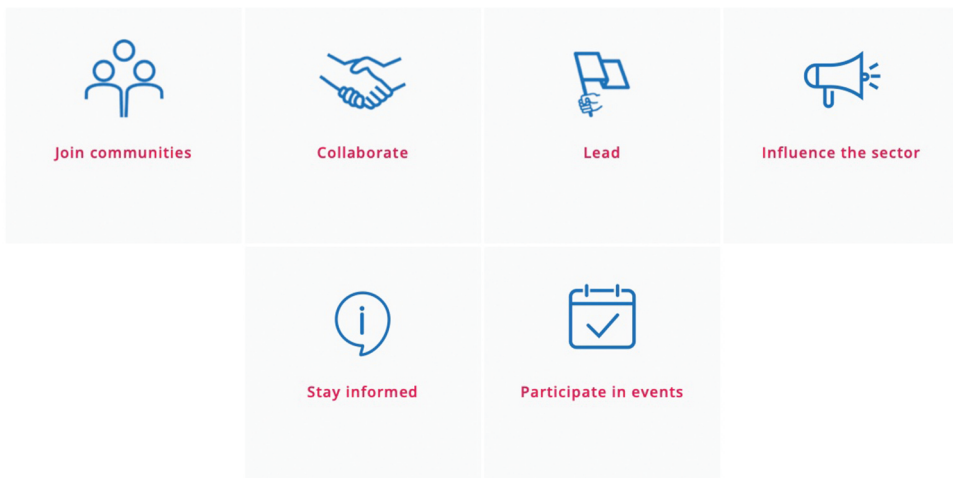 Join communities
Collaborate
Lead
Influence the sector
Stay informed
Participate in events